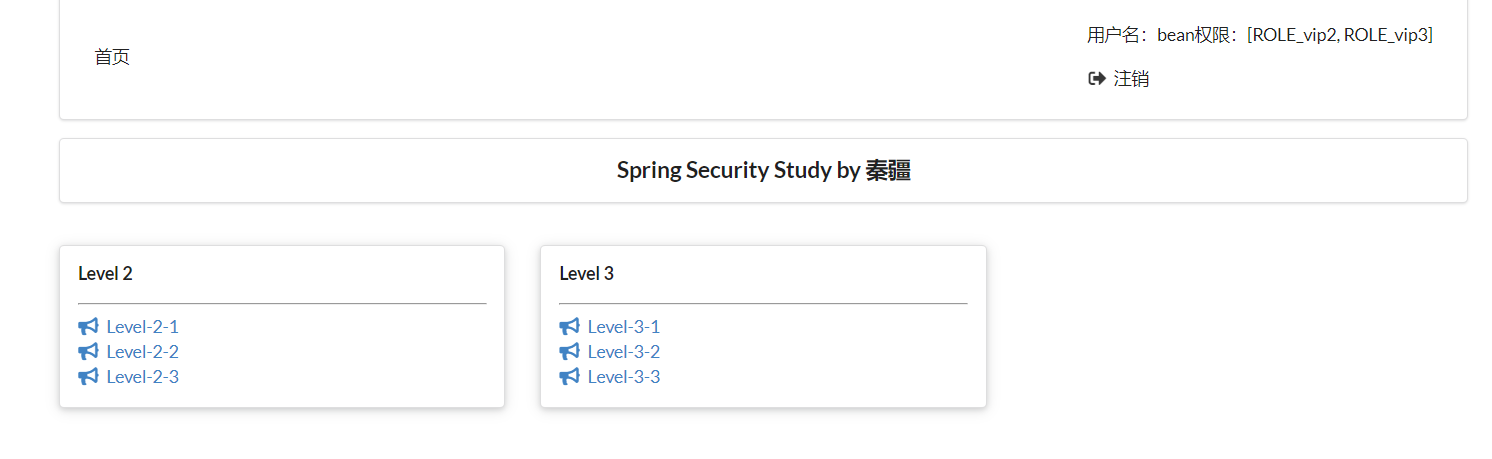 首页
用户名：bean权限：[ROLE_vip2, ROLE_vip3]
注销
Spring Security Study by 秦疆
Level 2
Level-2-1
Level-2-2
Level-2-3
Level 3
Level-3-1
Level-3-2
Level-3-3